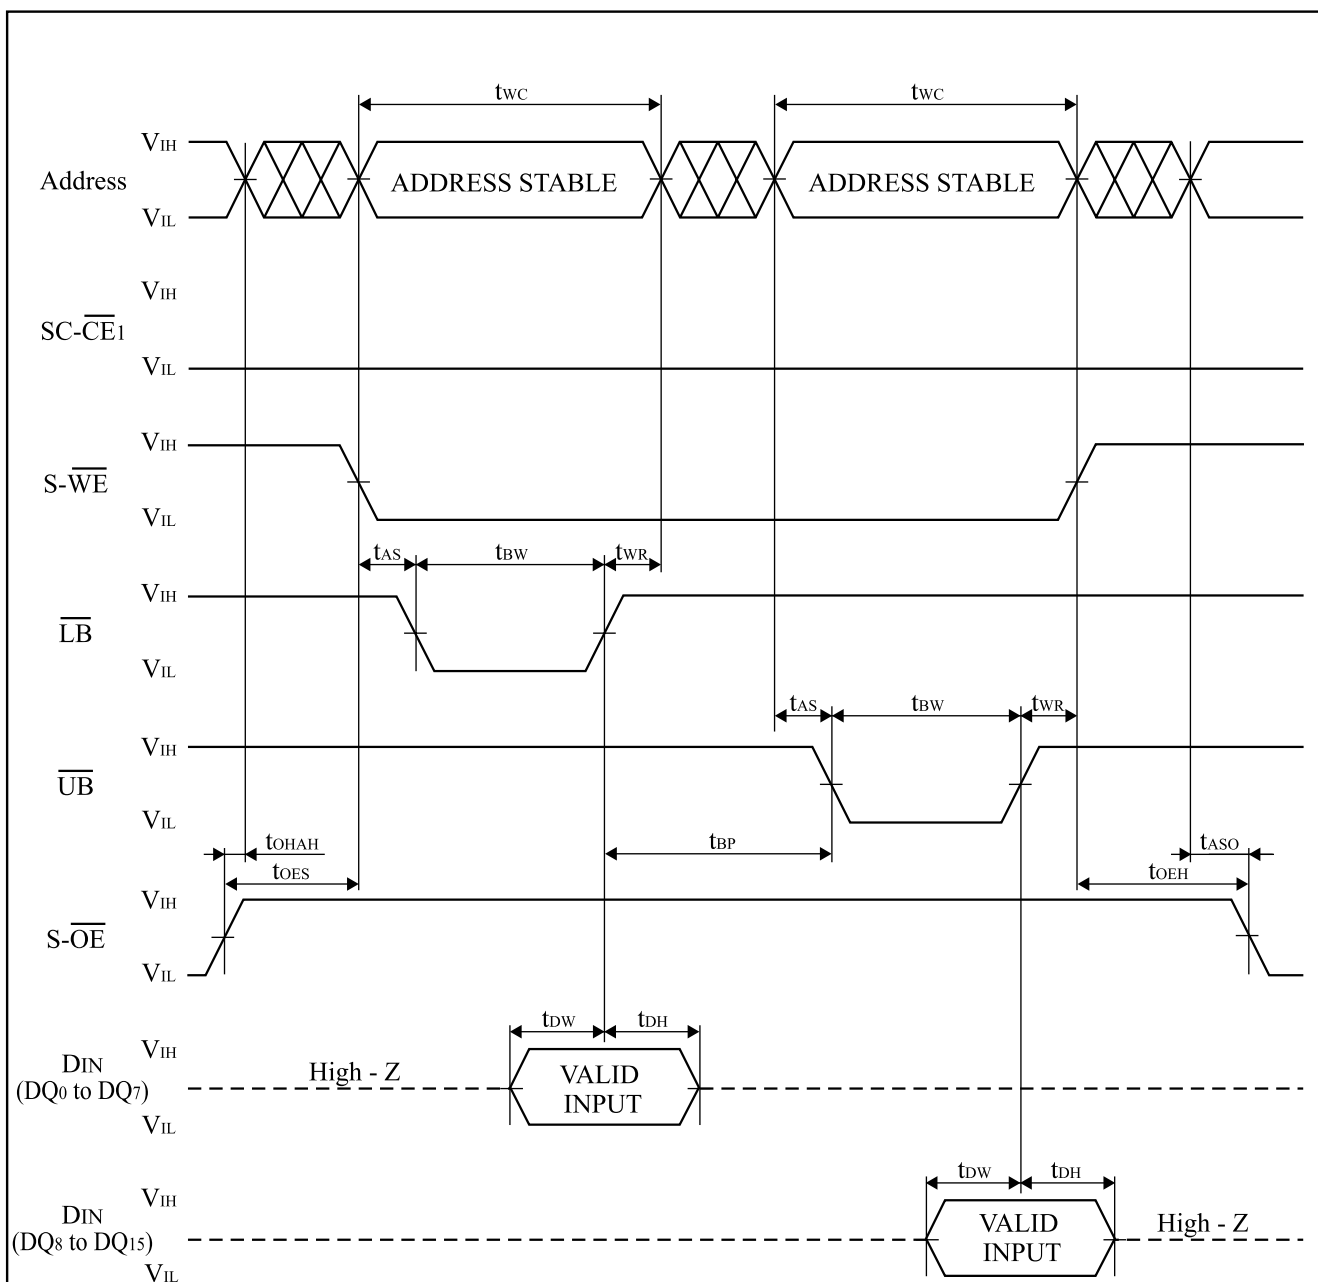 tWC tWC
VIH
Address ADDRESS STABLE ADDRESS STABLE
VIL
VIH
SC-CE1
VIL
VIH
S-WE
VIL
tAS tBW tWR
VIH
LB
VIL
tAS tBW tWR
VIH
UB
VIL
tOHAH tBP tASO
tOES tOEH
VIH
S-OE
VIL
tDW tDH
VIH
DIN High - Z VALID
(DQ0 to DQ7) INPUT
VIL
tDW tDH
VIH
DIN VALID High - Z
(DQ8 to DQ15) INPUT
VIL